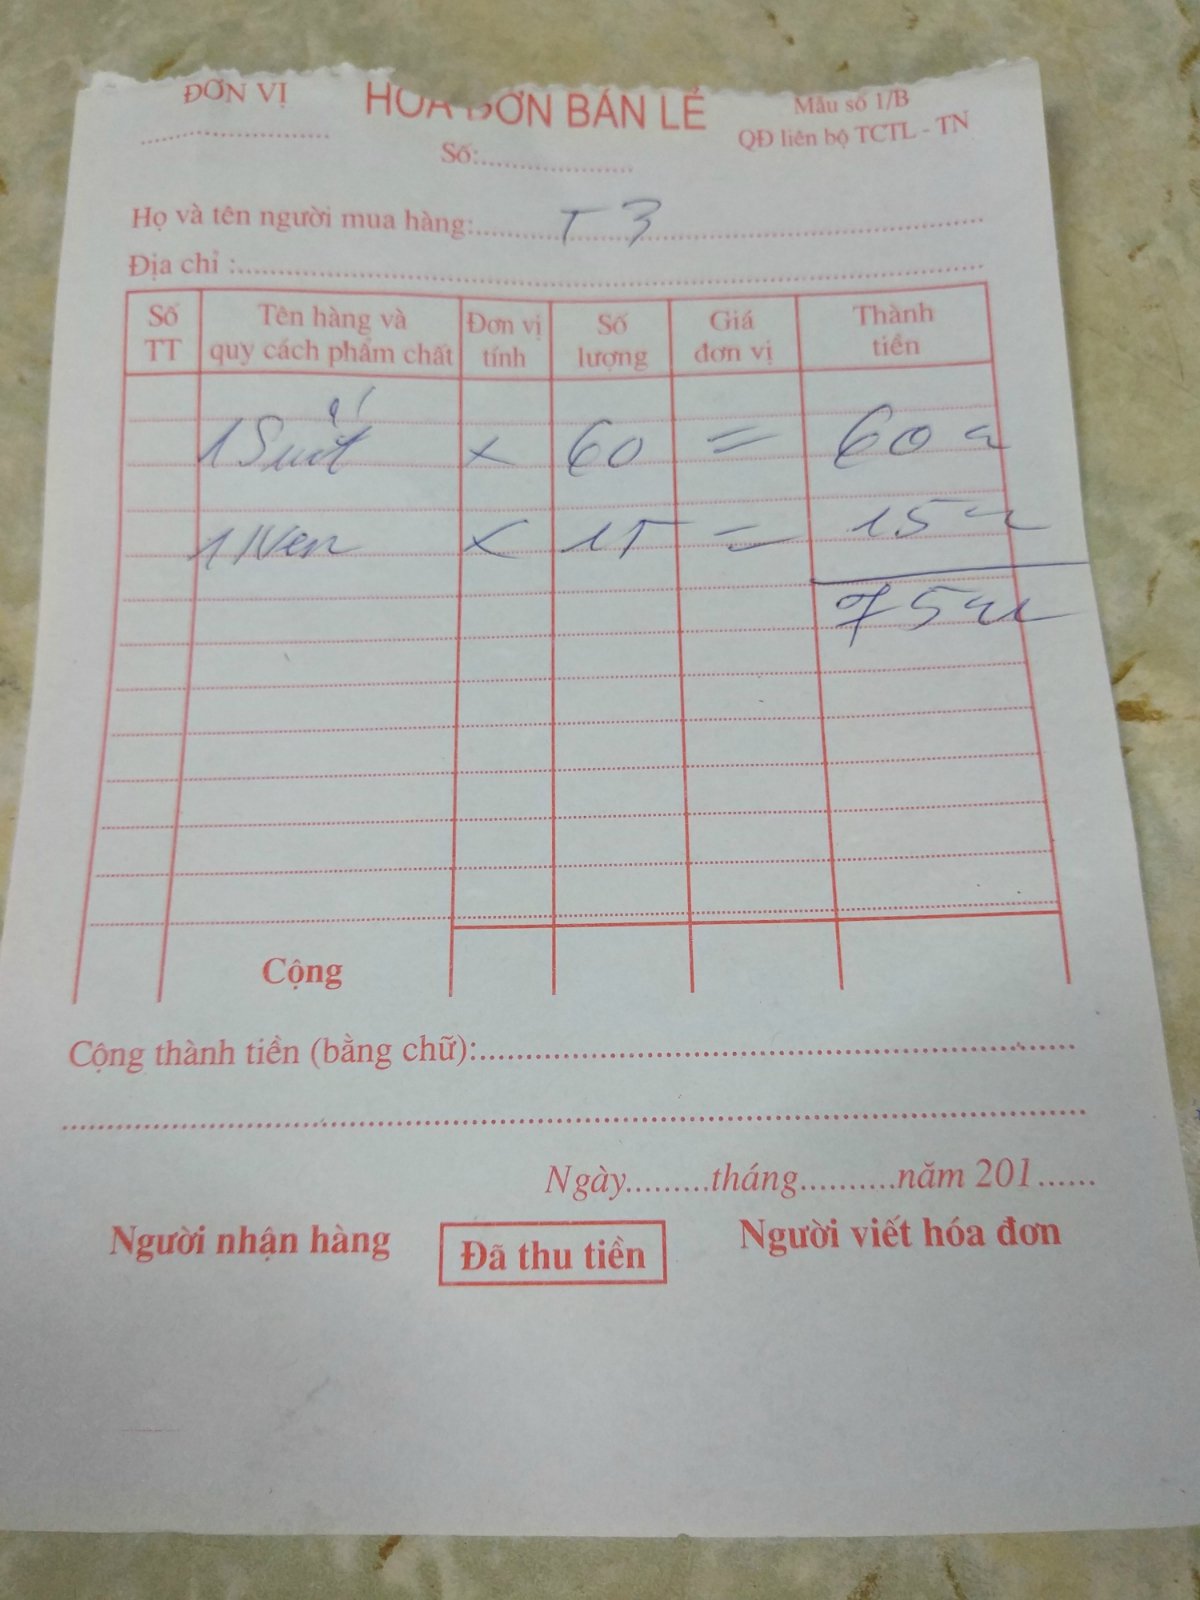 ĐƠN VỊ
HÓA ĐƠN BÁN LẺ
Mẫu số 1/B
QĐ liên bộ TCTL - TN
Số:
Họ và tên người mua hàng: T 3
Địa chỉ :
Số TT
Tên hàng và quy cách phẩm chất
Đơn vị tính
Số lượng
Giá đơn vị
Thành tiền
1 Suất x 60 = 60
1 Nen x 15 = 15
75
Cộng
Cộng thành tiền (bằng chữ):
Ngày.........tháng..........năm 201......
Người nhận hàng
Đã thu tiền
Người viết hóa đơn